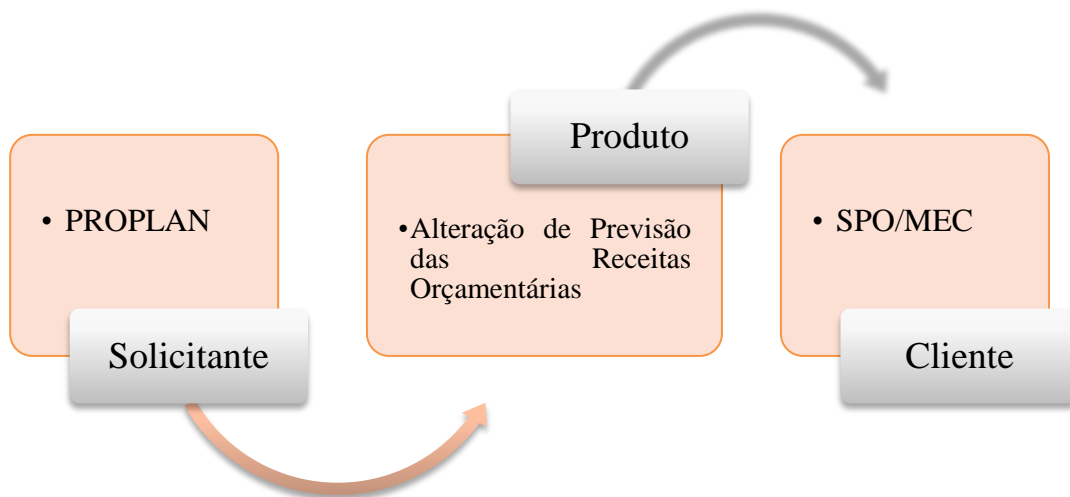 • PROPLAN
Solicitante
Produto
•Alteração de Previsão
das Receitas
Orçamentárias
• SPO/MEC
Cliente